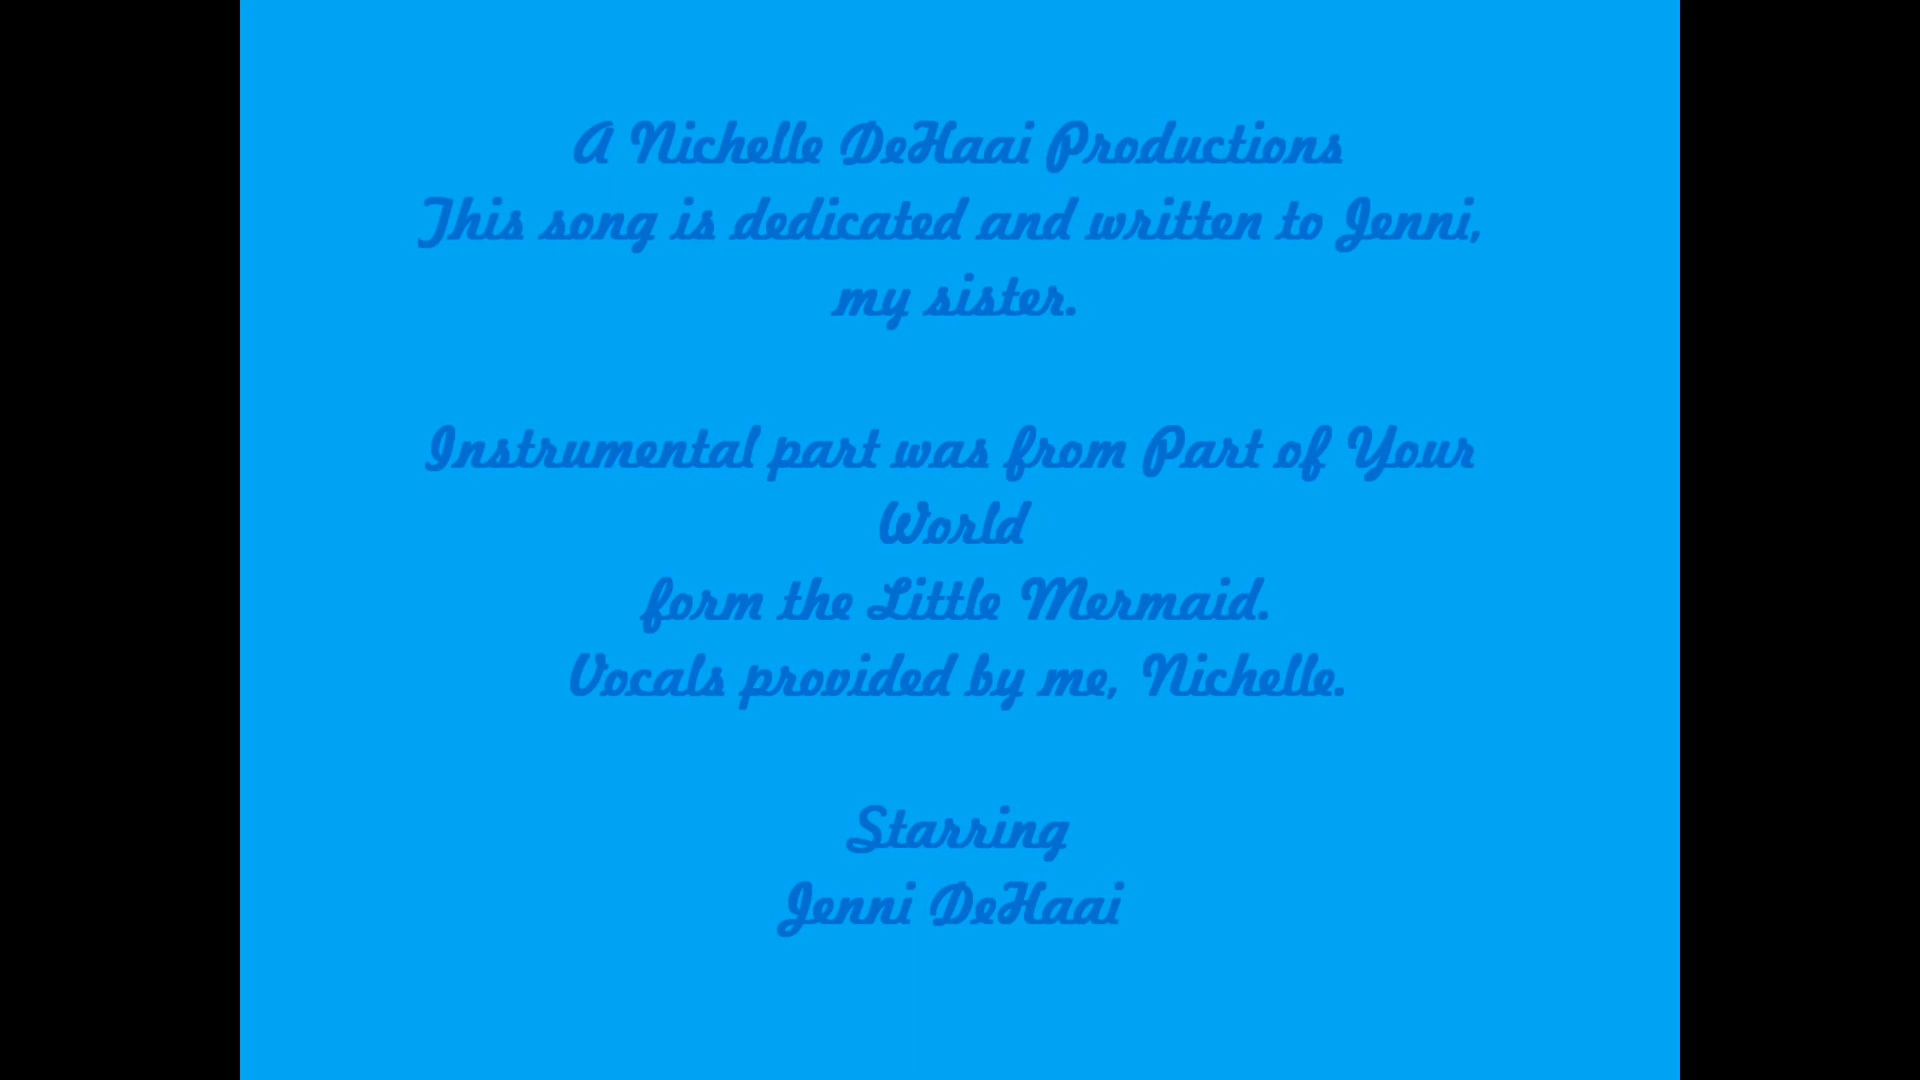 A Nichelle DeHaai Productions
This song is dedicated and written to Jenni,
my sister.
Instrumental part was from Part of Your
World
form the Little Mermaid.
Vocals provided by me, Nichelle.
Starring
Jenni DeHaai